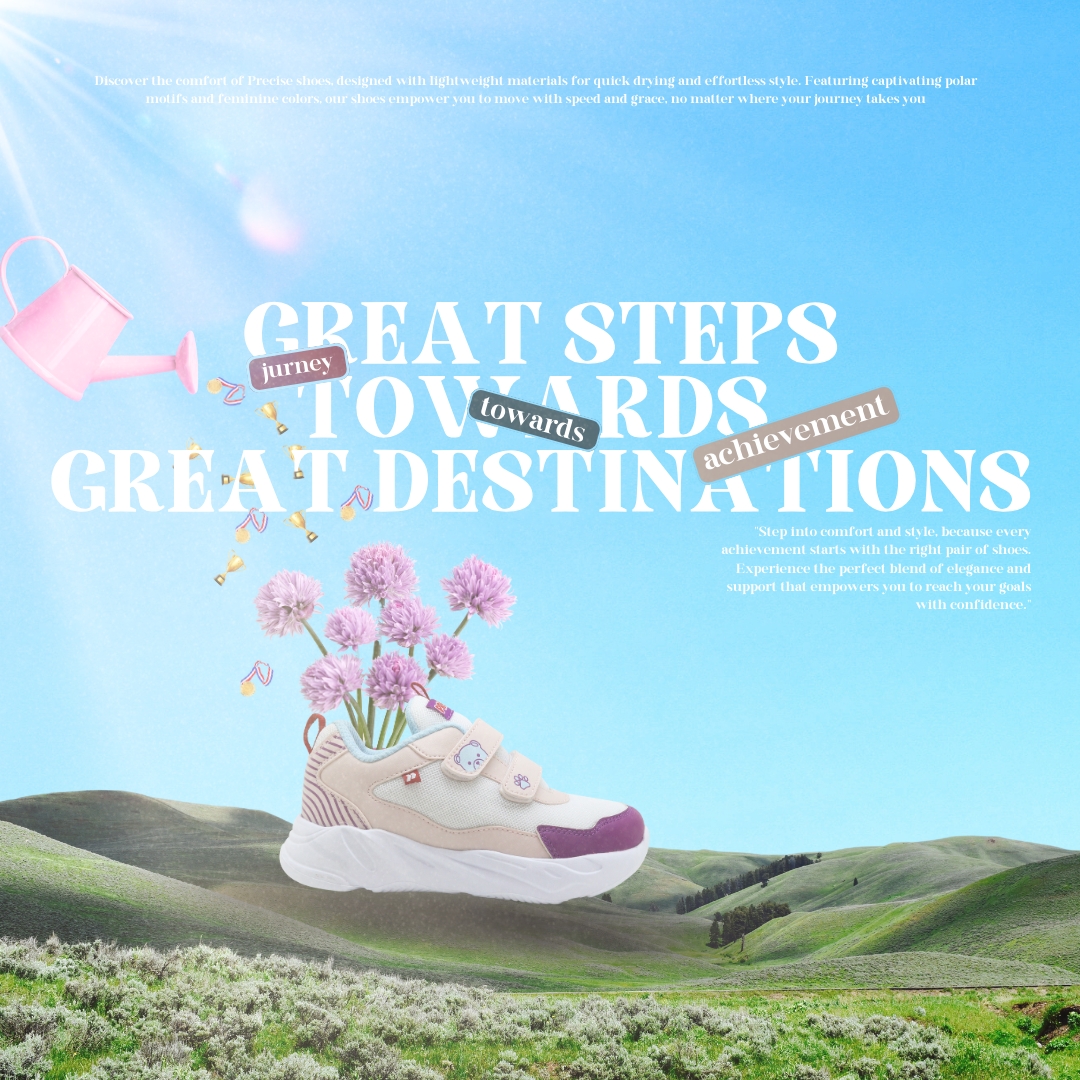 Discover the comfort of Precise shoes, designed with lightweight materials for quick drying and effortless style. Featuring captivating polar
motifs and feminine colors, our shoes empower you to move with speed and grace, no matter where your journey takes you
GREAT STEPS
jurney
TOWARDS
towards
achievement
GREAT DESTINATIONS
"Step into comfort and style, because every
achievement starts with the right pair of shoes.
Experience the perfect blend of elegance and
support that empowers you to reach your goals
with confidence."